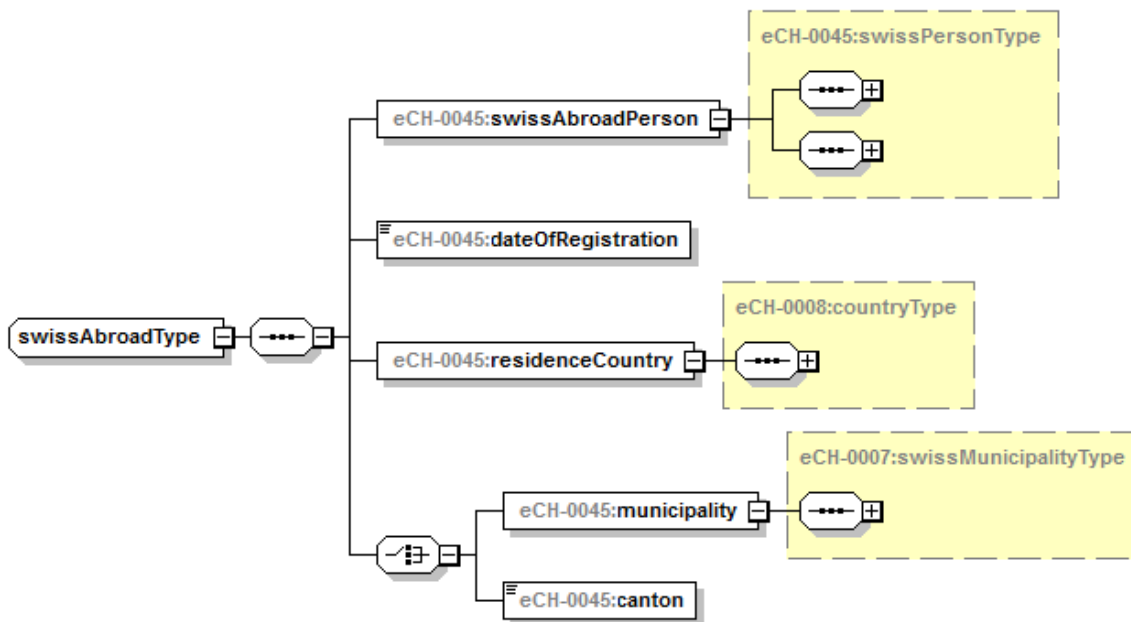 eCH-0045:swissPersonType
eCH-0045:swissAbroadPerson
eCH-0045:dateOfRegistration
eCH-0008:countryType
swissAbroadType
eCH-0045:residenceCountry
eCH-0007:swissMunicipalityType
eCH-0045:municipality
eCH-0045:canton